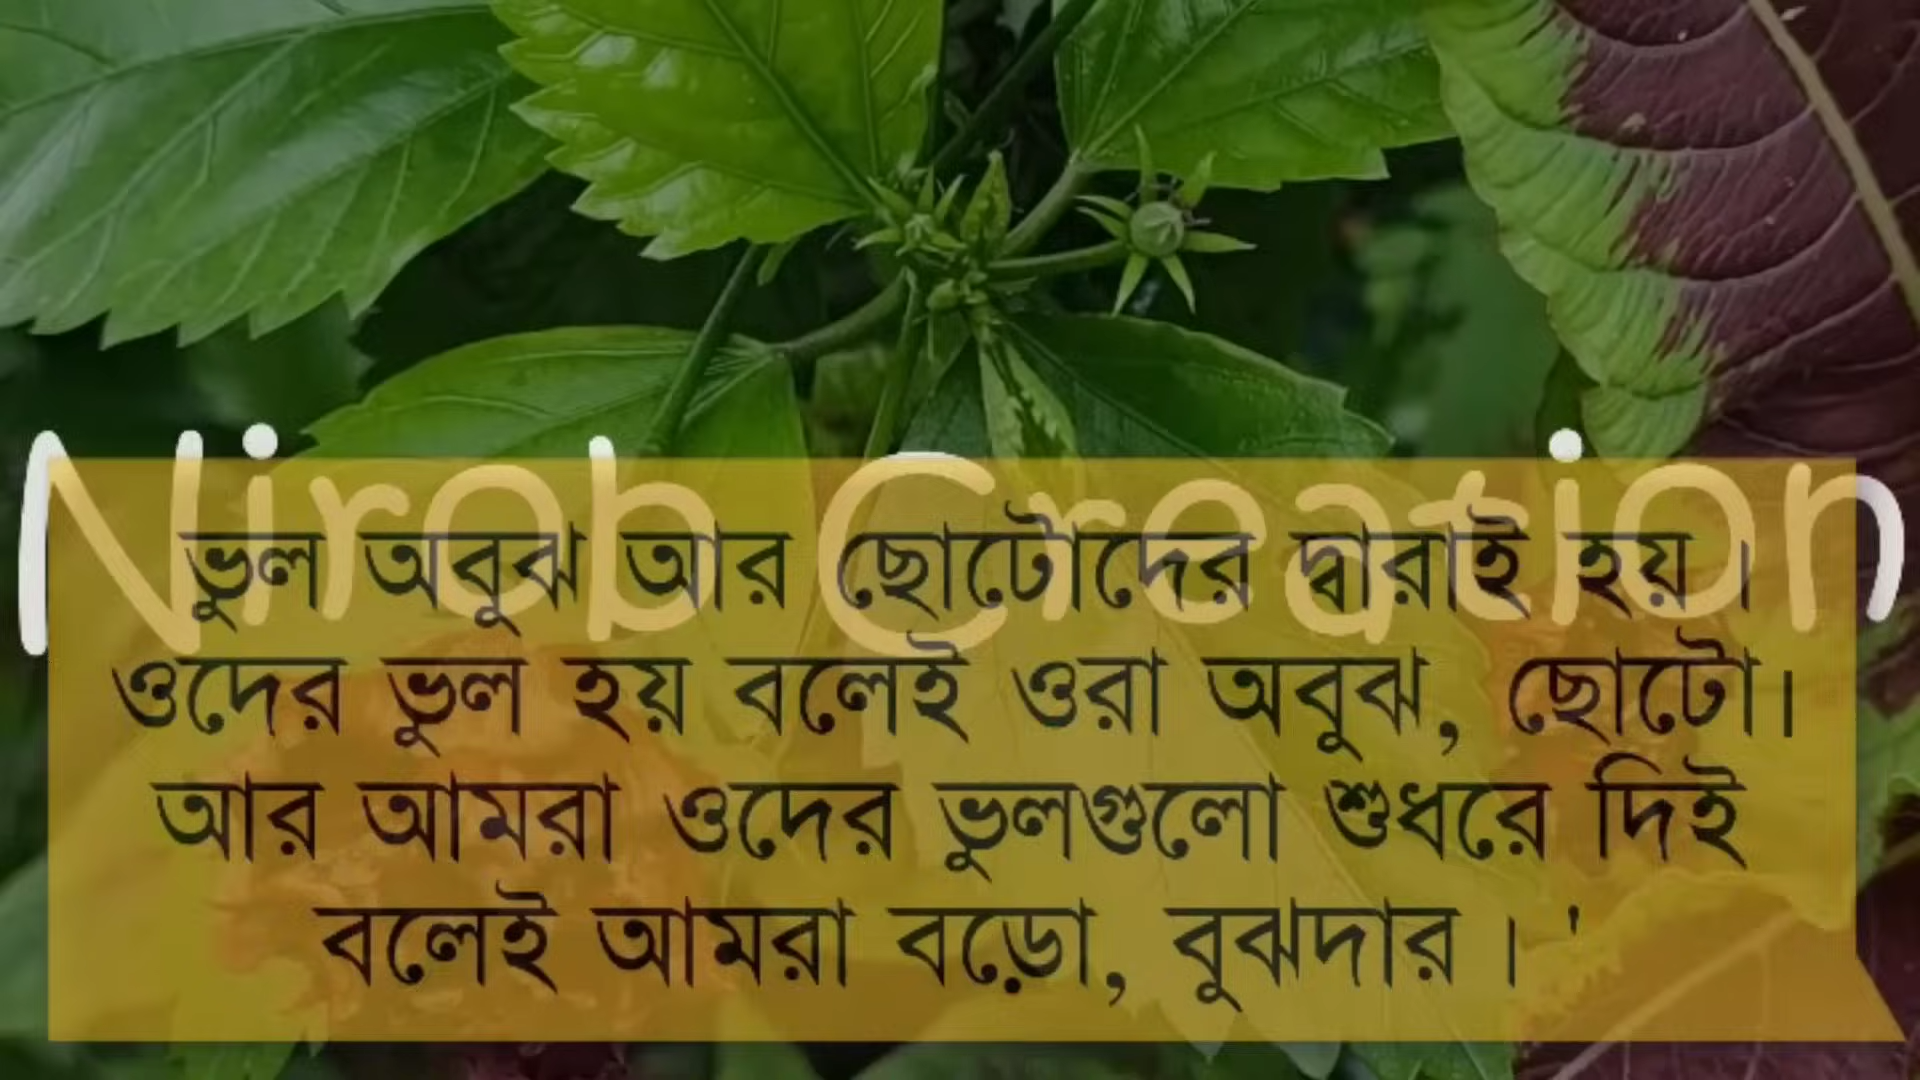 Nirob Creation
ভুল অবুঝ আর ছোটোদের দ্বারাই হয় ।
ওদের ভুল হয় বলেই ওরা অবুঝ, ছোটো।
আর আমরা ওদের ভুলগুলো শুধরে দিই
বলেই আমরা বড়ো, বুঝদার । '